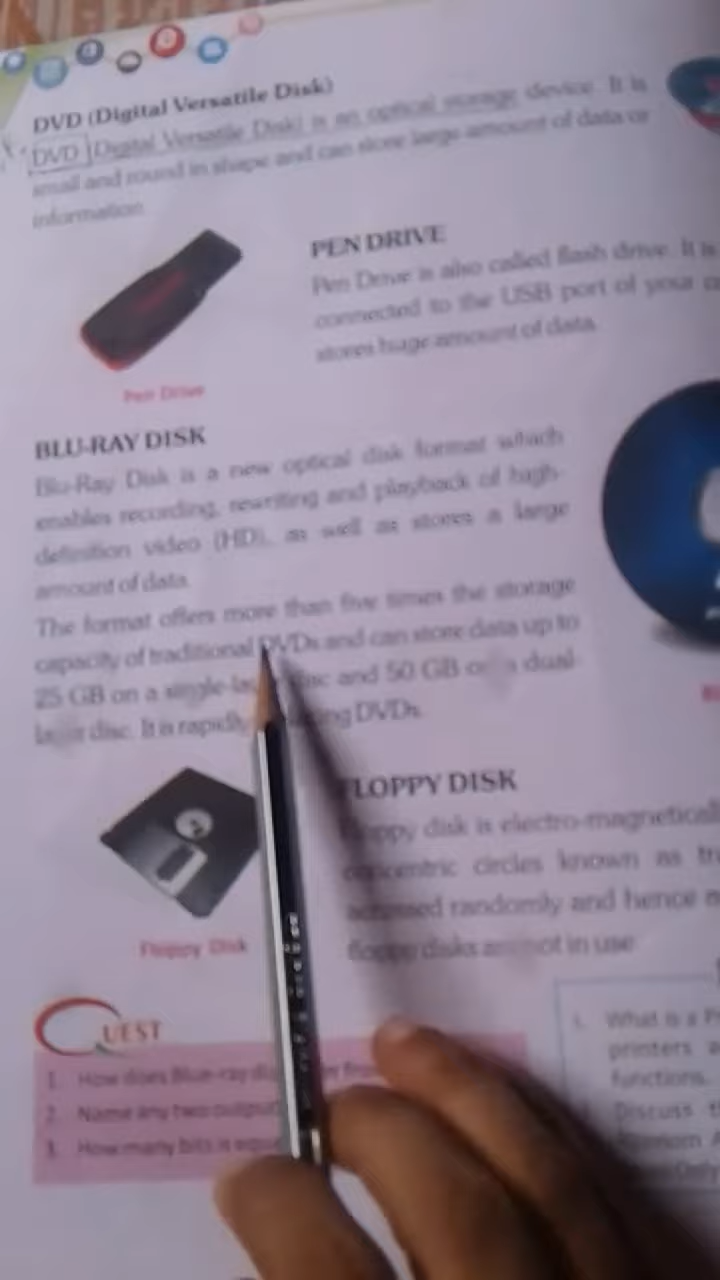 DVD (Digital Versatile Disk)
DVD (Digital Versatile Disk) is an optical storage device. It is
small and round in shape and can store large amount of data or
information.
PEN DRIVE
Pen Drive is also called flash drive. It is
connected to the USB port of your
stores huge amount of data.
Pen Drive
BLU-RAY DISK
Blu-Ray Disk is a new optical disk format which
enables recording, rewriting and playback of high-
definition video (HD), as well as stores a large
amount of data.
The format offers more than five times the storage
capacity of traditional DVDs and can store data up to
25 GB on a disc and 50 GB on a dual-
layer disc. It is rapidly DVDs.
FLOPPY DISK
Floppy disk is
concentric circles known as
randomly and hence
floppy disks are not in use
Floppy Disk
QUEST
1. How does Blue-ray
2. Name any two output
3. How many bits is
1. What is a
printers
functions.
Discuss
Only